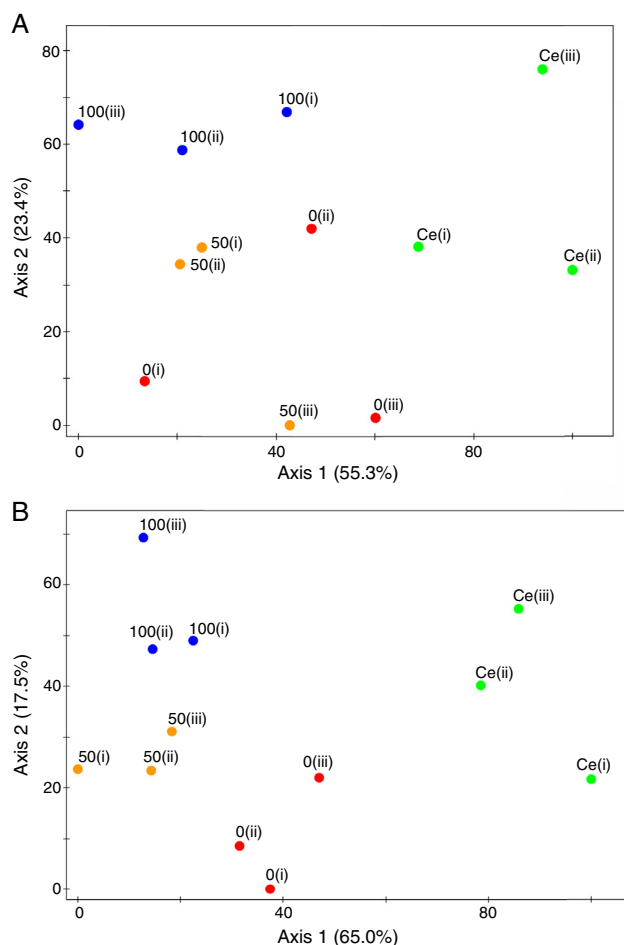 A
80
60
40
20
0
Axis 2 (23.4%)
Ce(iii)
100(iii)
100(i)
100(ii)
0(ii)
50(i)
Ce(i)
50(ii)
Ce(ii)
0(i)
50(iii)
0(iii)
0 40 80
Axis 1 (55.3%)
B
60
40
20
0
Axis 2 (17.5%)
100(iii)
Ce(iii)
100(ii)
100(i)
Ce(ii)
50(iii)
50(i)
50(ii)
0(iii)
Ce(i)
0(ii)
0(i)
0 40 80
Axis 1 (65.0%)